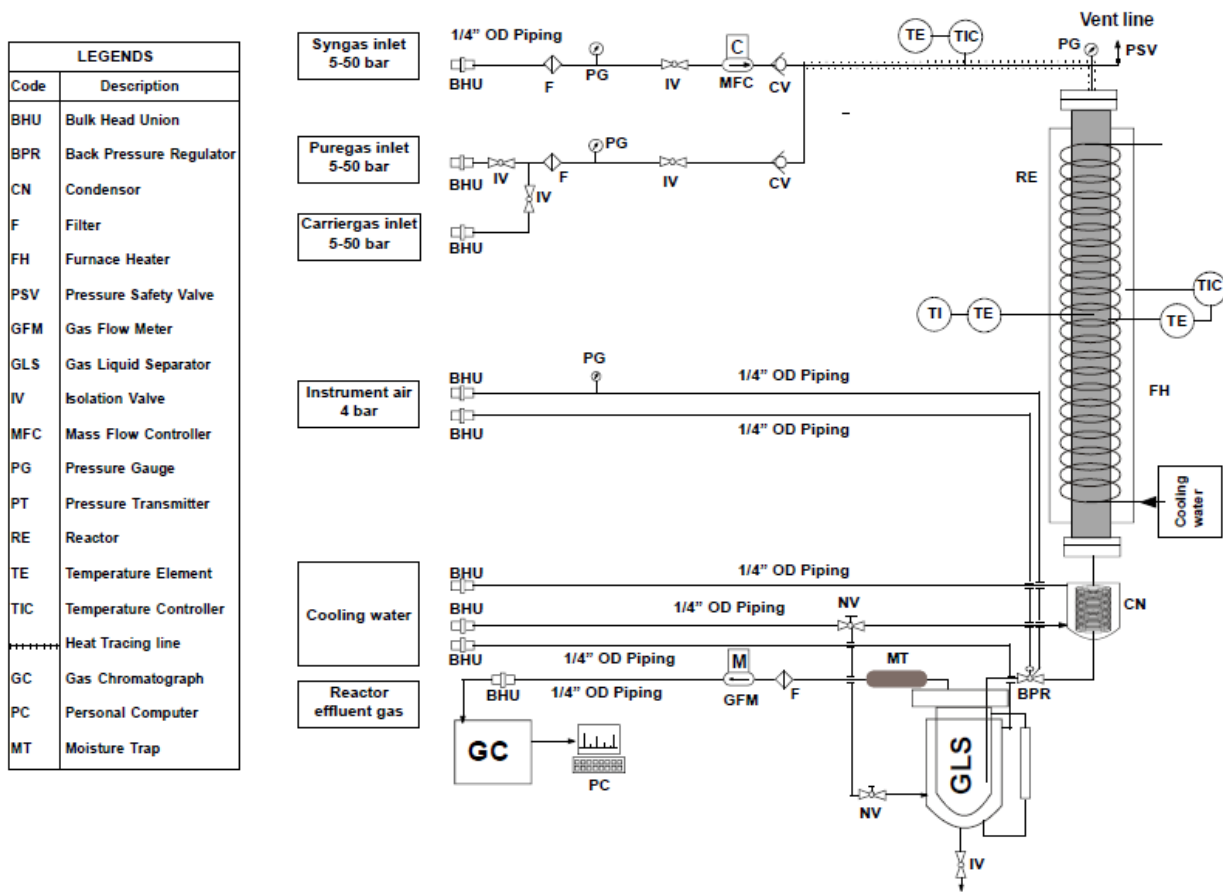 LEGENDS
Code Description
BHU Bulk Head Union
BPR Back Pressure Regulator
CN Condensor
F Filter
FH Furnace Heater
PSV Pressure Safety Valve
GFM Gas Flow Meter
GLS Gas Liquid Separator
IV Isolation Valve
MFC Mass Flow Controller
PG Pressure Gauge
PT Pressure Transmitter
RE Reactor
TE Temperature Element
TIC Temperature Controller
Heat Tracing line
GC Gas Chromatograph
PC Personal Computer
MT Moisture Trap
Syngas inlet
5-50 bar
1/4” OD Piping
BHU
F
PG
IV
C
MFC
CV
TE
TIC
Vent line
PG
PSV
Puregas inlet
5-50 bar
BHU
IV
F
PG
IV
CV
IV
Carriergas inlet
5-50 bar
BHU
RE
TI
TE
TIC
TE
FH
Cooling
water
Instrument air
4 bar
BHU
PG
1/4” OD Piping
BHU
1/4” OD Piping
Cooling water
BHU
1/4” OD Piping
BHU
1/4” OD Piping
NV
CN
BHU
1/4” OD Piping
Reactor
effluent gas
BHU
1/4” OD Piping
M
GFM
F
MT
BPR
GC
PC
GLS
NV
IV